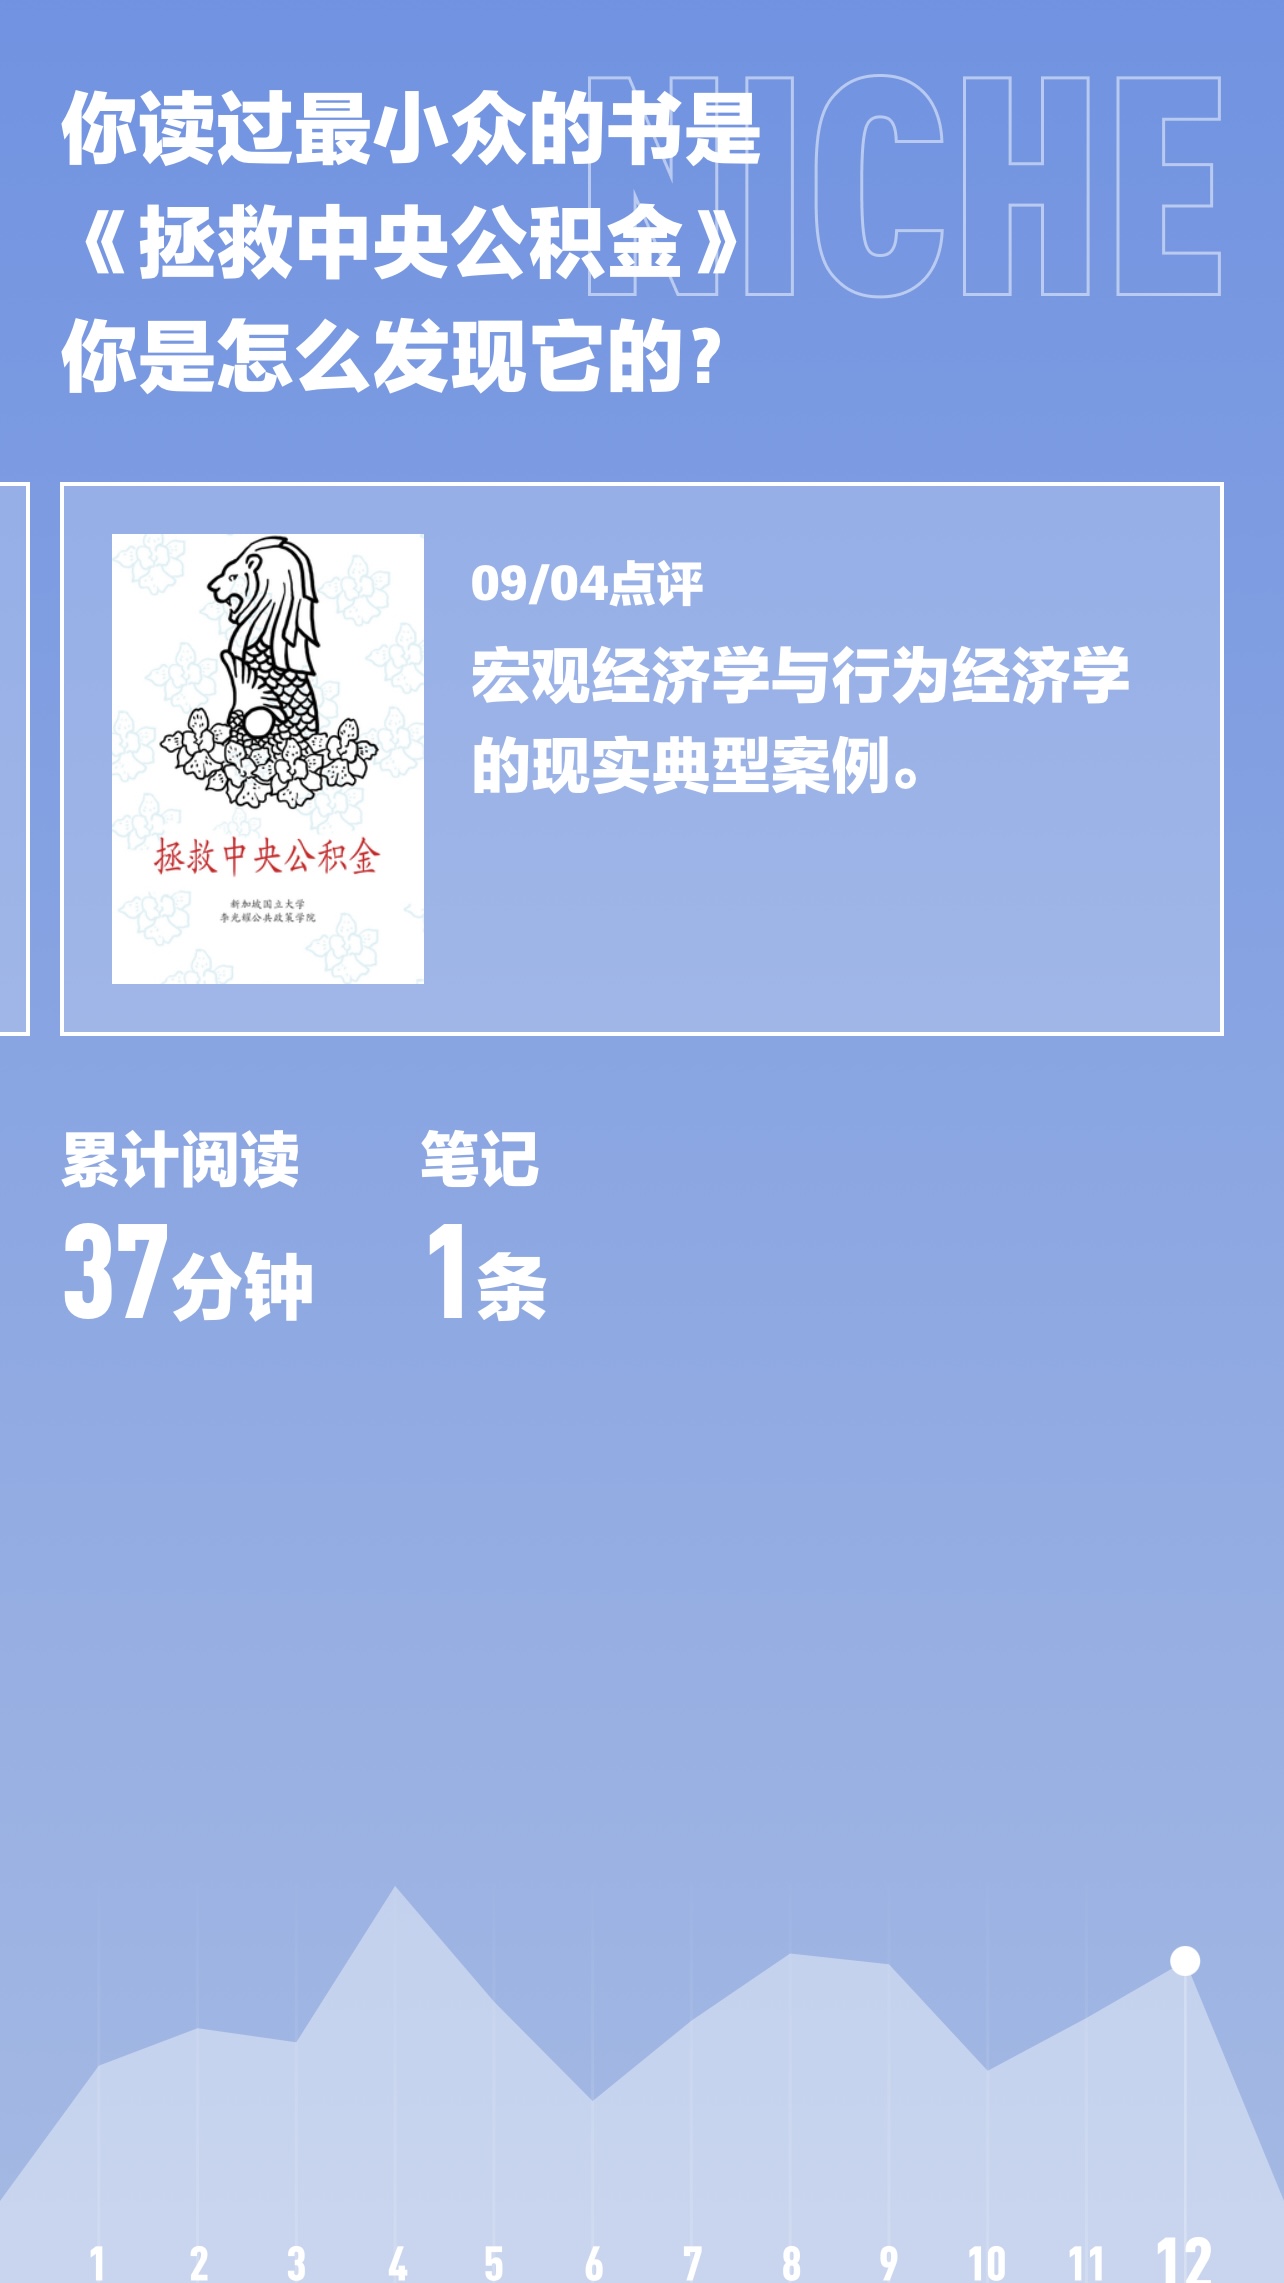 NICHE
你读过最小众的书是
《拯救中央公积金》
你是怎么发现它的?
09/04点评
宏观经济学与行为经济学
的现实典型案例。
拯救中央公积金
新加坡国立大学
李光耀公共政策学院
累计阅读 笔记
37分钟 1条
1 2 3 4 5 6 7 8 9 10 11 12